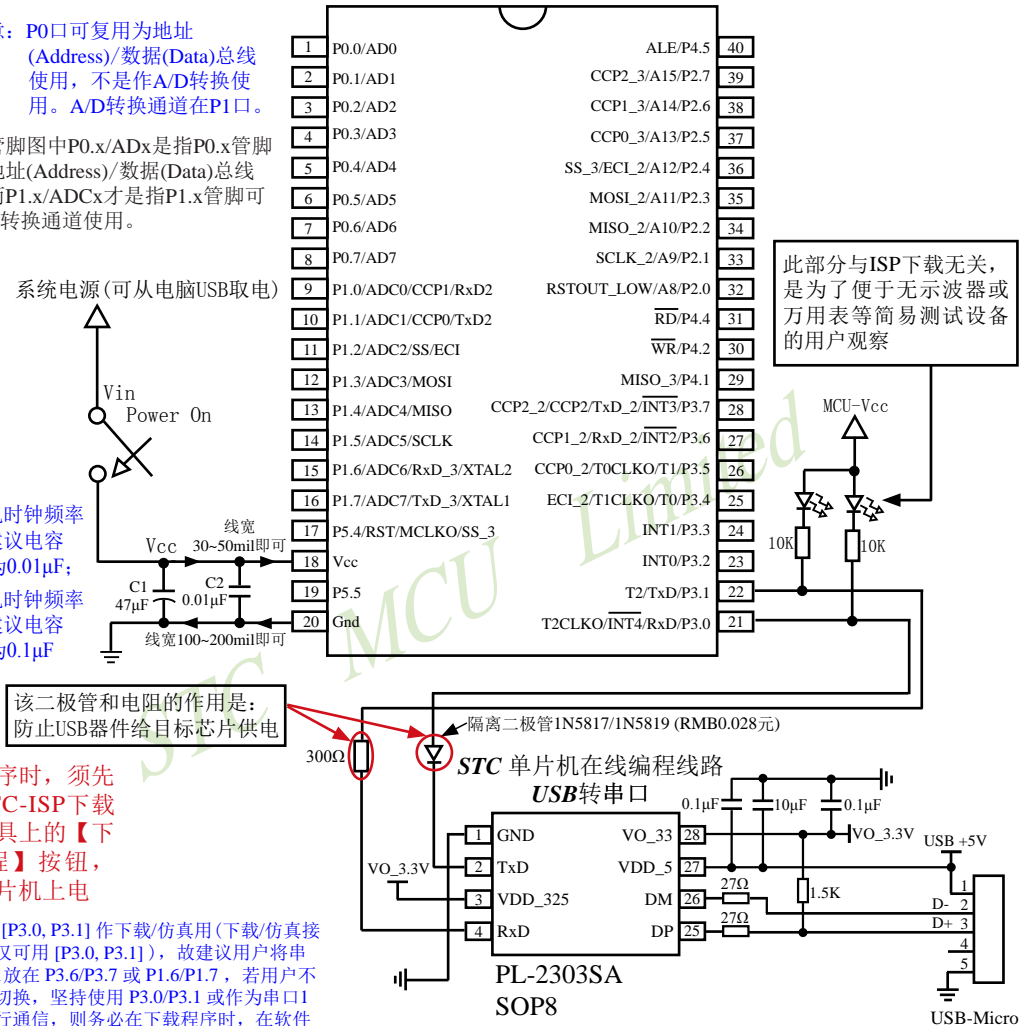 意：P0口可复用为地址
(Address)/数据(Data)总线
使用，不是作A/D转换使
用。A/D转换通道在P1口。
管脚图中P0.x/ADx是指P0.x管脚
地址(Address)/数据(Data)总线
而P1.x/ADCx才是指P1.x管脚可
转换通道使用。
系统电源(可从电脑USB取电)
Vin
Power On
时钟频率
建议电容
为0.01μF；
时钟频率
建议电容
为0.1μF
Vcc
线宽
30~50mil即可
C1
47μF
C2
0.01μF
线宽100~200mil即可
1 P0.0/AD0
2 P0.1/AD1
3 P0.2/AD2
4 P0.3/AD3
5 P0.4/AD4
6 P0.5/AD5
7 P0.6/AD6
8 P0.7/AD7
9 P1.0/ADC0/CCP1/RxD2
10 P1.1/ADC1/CCP0/TxD2
11 P1.2/ADC2/SS/ECI
12 P1.3/ADC3/MOSI
13 P1.4/ADC4/MISO
14 P1.5/ADC5/SCLK
15 P1.6/ADC6/RxD_3/XTAL2
16 P1.7/ADC7/TxD_3/XTAL1
17 P5.4/RST/MCLKO/SS_3
18 Vcc
19 P5.5
20 Gnd
ALE/P4.5 40
CCP2_3/A15/P2.7 39
CCP1_3/A14/P2.6 38
CCP0_3/A13/P2.5 37
SS_3/ECI_2/A12/P2.4 36
MOSI_2/A11/P2.3 35
MISO_2/A10/P2.2 34
SCLK_2/A9/P2.1 33
RSTOUT_LOW/A8/P2.0 32
RD/P4.4 31
WR/P4.2 30
MISO_3/P4.1 29
CCP2_2/CCP2/TxD_2/INT3/P3.7 28
CCP1_2/RxD_2/INT2/P3.6 27
CCP0_2/T0CLKO/T1/P3.5 26
ECI_2/T1CLKO/T0/P3.4 25
INT1/P3.3 24
INT0/P3.2 23
T2/TxD/P3.1 22
T2CLKO/INT4/RxD/P3.0 21
STC MCU Limited
此部分与ISP下载无关，
是为了便于无示波器或
万用表等简易测试设备
的用户观察
MCU-Vcc
10K
10K
该二极管和电阻的作用是：
防止USB器件给目标芯片供电
300Ω
隔离二极管1N5817/1N5819 (RMB0.028元)
STC 单片机在线编程线路
USB转串口
序时，须先
TC-ISP下载
具上的【下
程】按钮，
片机上电
[P3.0, P3.1] 作下载/仿真用(下载/仿真接
仅可用 [P3.0, P3.1] )，故建议用户将串
放在 P3.6/P3.7 或 P1.6/P1.7 ，若用户不
切换，坚持使用 P3.0/P3.1 或作为串口1
行通信，则务必在下载程序时，在软件
VO_3.3V
1 GND
2 TxD
3 VDD_325
4 RxD
VO_33 28
VDD_5 27
DM 26
DP 25
PL-2303SA
SOP8
0.1μF
10μF
0.1μF
VO_3.3V
1.5K
27Ω
27Ω
USB +5V
1
D- 2
D+ 3
4
5
USB-Micro